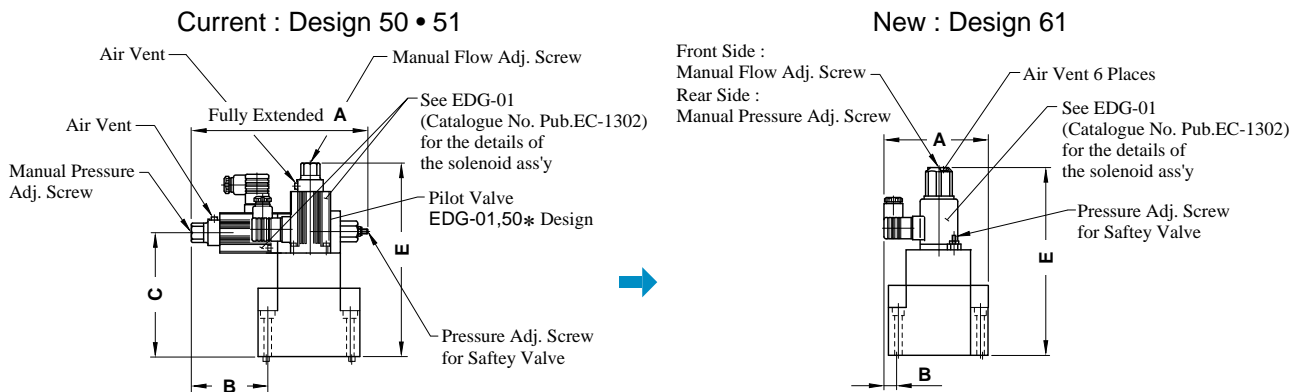 Current : Design 50 • 51
Air Vent
Manual Flow Adj. Screw
Fully Extended
A
See EDG-01
(Catalogue No. Pub.EC-1302)
for the details of
the solenoid ass'y
Air Vent
Manual Pressure
Adj. Screw
Pilot Valve
EDG-01,50* Design
E
C
Pressure Adj. Screw
for Saftey Valve
B
New : Design 61
Front Side :
Manual Flow Adj. Screw
Rear Side :
Manual Pressure Adj. Screw
Air Vent 6 Places
See EDG-01
(Catalogue No. Pub.EC-1302)
for the details of
the solenoid ass'y
A
Pressure Adj. Screw
for Saftey Valve
E
B